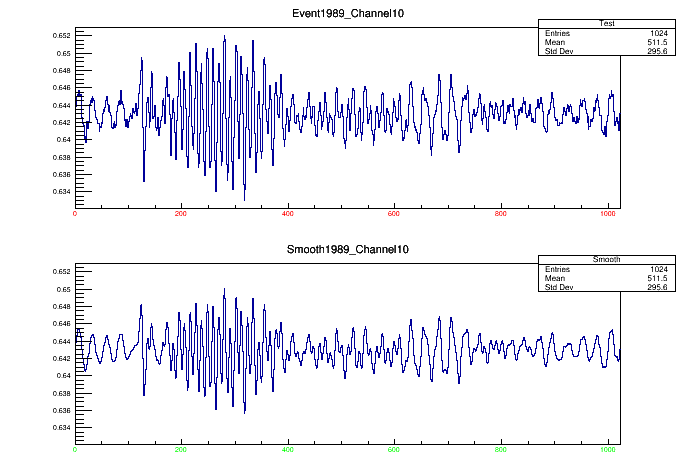 Event1989_Channel10
Test
Entries 1024
Mean 511.5
Std Dev 295.6
0.652
0.65
0.648
0.646
0.644
0.642
0.64
0.638
0.636
0.634
0 200 400 600 800 1000
Smooth1989_Channel10
Smooth
Entries 1024
Mean 511.5
Std Dev 295.6
0.652
0.65
0.648
0.646
0.644
0.642
0.64
0.638
0.636
0.634
0 200 400 600 800 1000